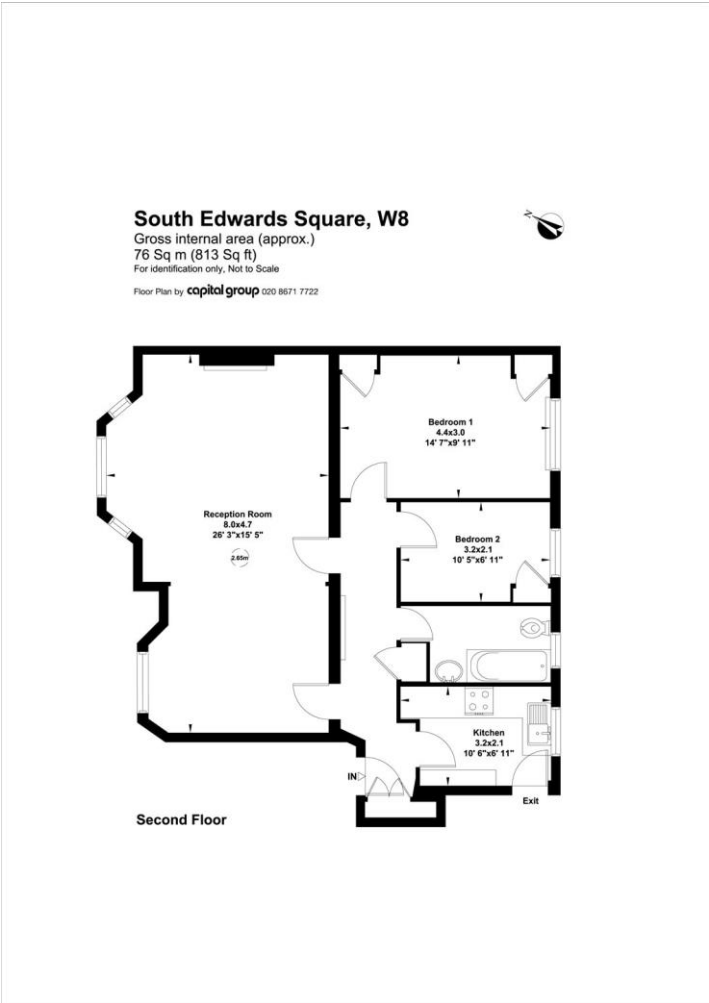 South Edwards Square, W8
Gross internal area (approx.)
76 Sq m (813 Sq ft)
For identification only, Not to Scale
Floor Plan by capital group 020 8671 7722
N
Bedroom 1
4.4x3.0
14' 7"x9' 11"
Reception Room
8.0x4.7
26' 3"x15' 5"
2.65m
Bedroom 2
3.2x2.1
10' 5"x6' 11"
Kitchen
3.2x2.1
10' 6"x6' 11"
IN
Exit
Second Floor